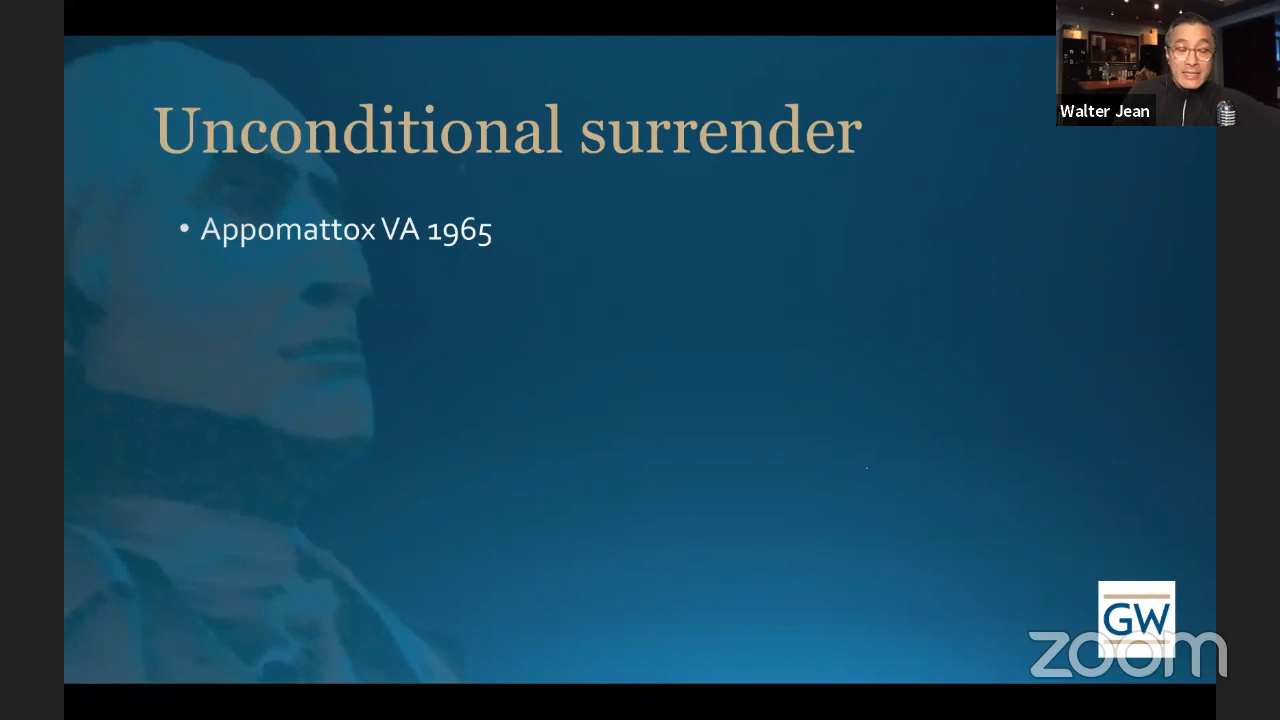 Unconditional surrender
• Appomattox VA 1965
Walter Jean
GW
zoom